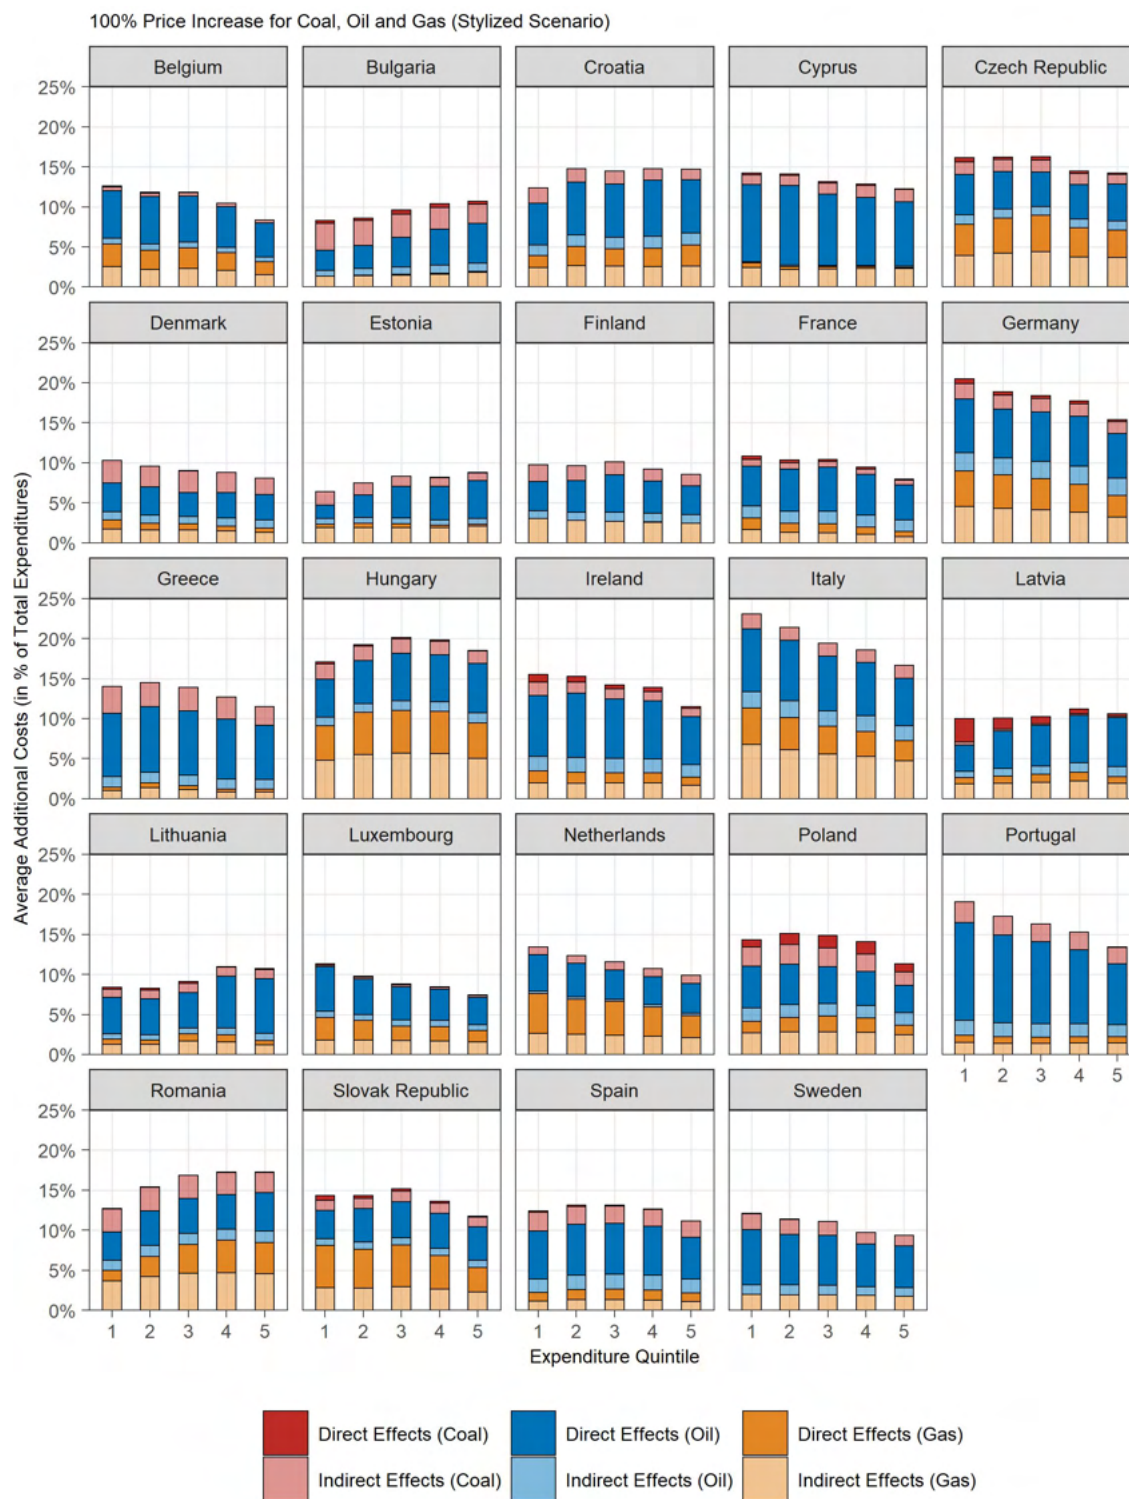 100% Price Increase for Coal, Oil and Gas (Stylized Scenario)
Average Additional Costs (in % of Total Expenditures)
Belgium Bulgaria Croatia Cyprus Czech Republic
25%
20%
15%
10%
5%
0%
Denmark Estonia Finland France Germany
25%
20%
15%
10%
5%
0%
Greece Hungary Ireland Italy Latvia
25%
20%
15%
10%
5%
0%
Lithuania Luxembourg Netherlands Poland Portugal
25%
20%
15%
10%
5%
0%
1 2 3 4 5
Romania Slovak Republic Spain Sweden
25%
20%
15%
10%
5%
0%
1 2 3 4 5 1 2 3 4 5 1 2 3 4 5 1 2 3 4 5
Expenditure Quintile
Direct Effects (Coal) Direct Effects (Oil) Direct Effects (Gas)
Indirect Effects (Coal) Indirect Effects (Oil) Indirect Effects (Gas)